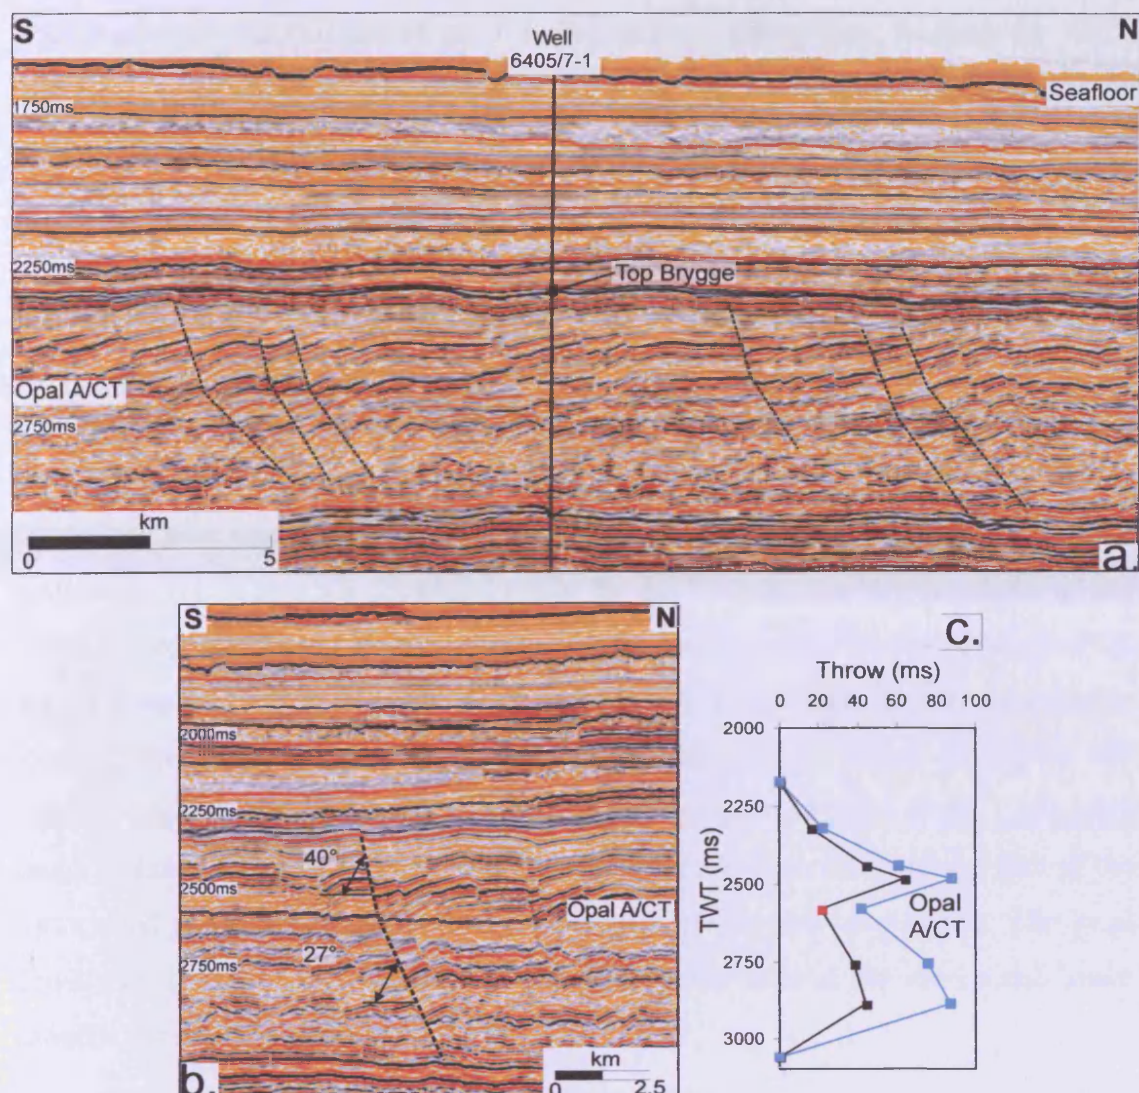 S
Well
6405/7-1
N
Seafloor
1750ms
2250ms
Top Brygge
Opal A/CT
2750ms
km
0
5
a.
S
N
2000ms
2250ms
40°
2500ms
Opal A/CT
27°
2750ms
km
0
2.5
b.
c.
Throw (ms)
0 20 40 60 80 100
2000
2250
2500
2750
3000
TWT (ms)
Opal
A/CT